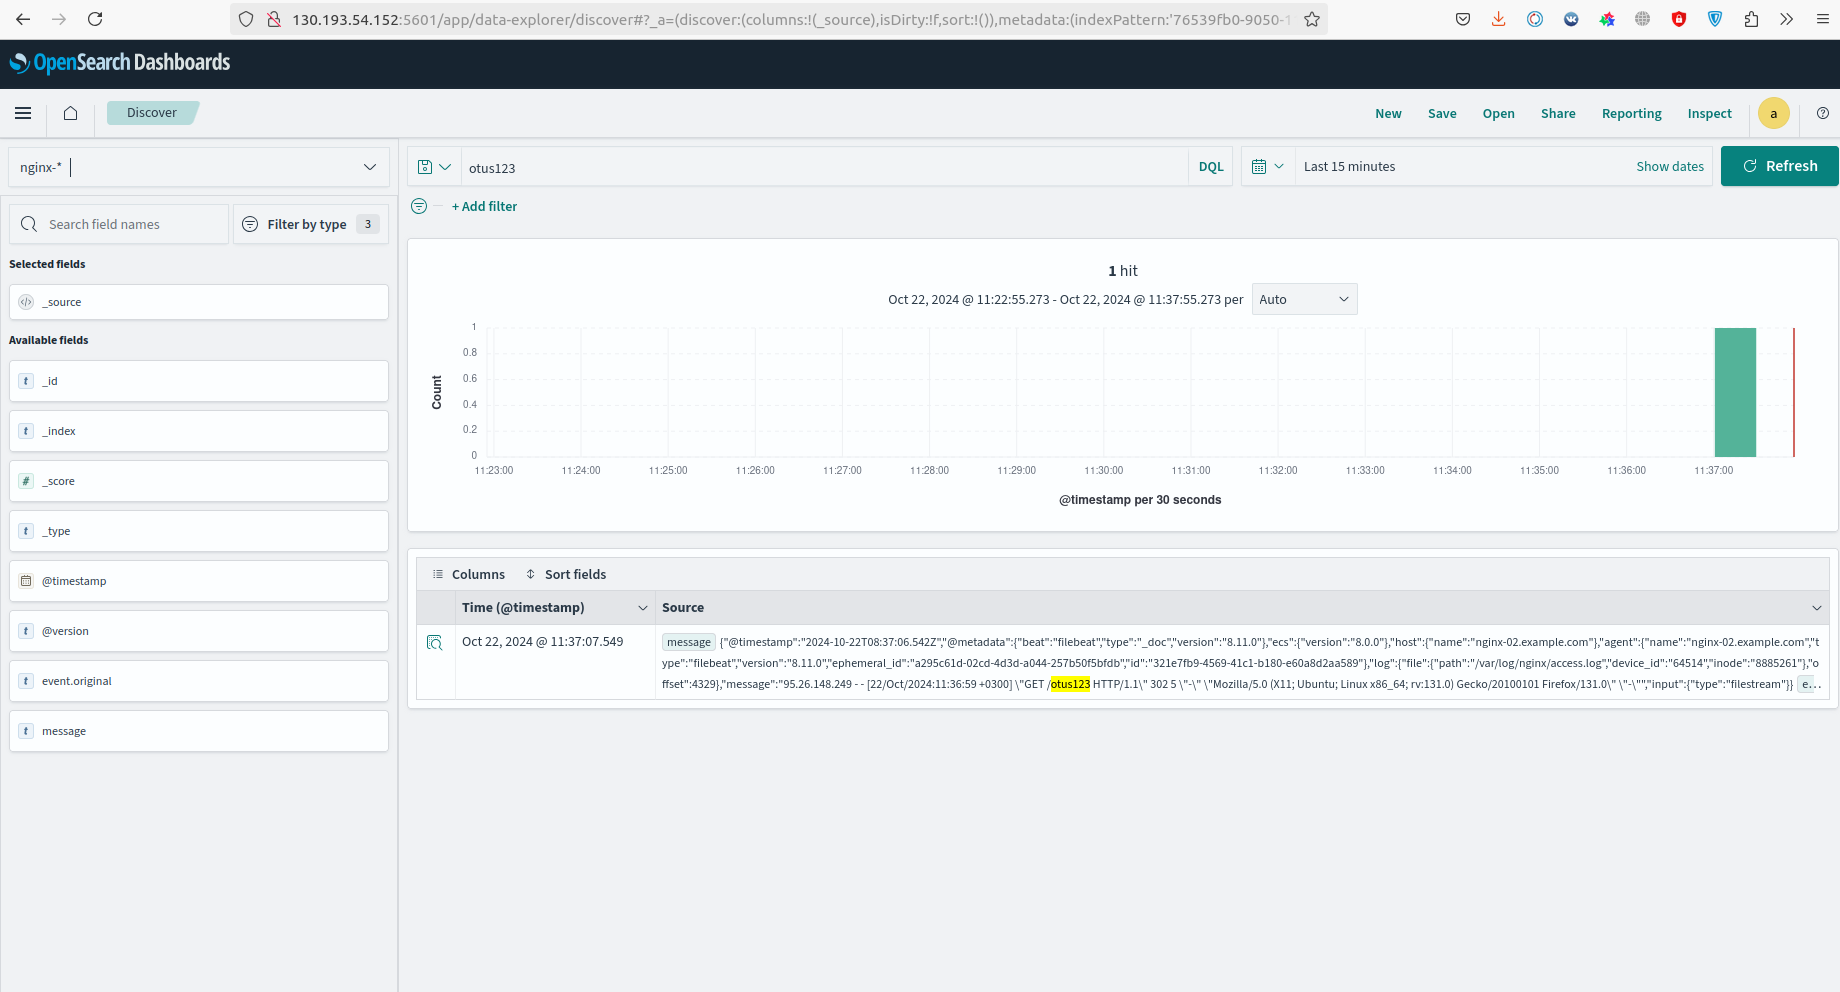 130.193.54.152:5601/app/data-explorer/discover#?_a=(discover:(columns:!(_source),isDirty:!f,sort:!()),metadata:(indexPattern:'76539fb0-9050-1
OpenSearch Dashboards
Discover
New Save Open Share Reporting Inspect a
nginx-*
otus123 DQL Last 15 minutes Show dates Refresh
+ Add filter
Search field names Filter by type 3
Selected fields
_source
Available fields
t _id
t _index
# _score
t _type
@timestamp
t @version
t event.original
t message
1 hit
Oct 22, 2024 @ 11:22:55.273 - Oct 22, 2024 @ 11:37:55.273 per Auto
Count
1
0.8
0.6
0.4
0.2
0
11:23:00 11:24:00 11:25:00 11:26:00 11:27:00 11:28:00 11:29:00 11:30:00 11:31:00 11:32:00 11:33:00 11:34:00 11:35:00 11:36:00 11:37:00
@timestamp per 30 seconds
Columns Sort fields
Time (@timestamp) Source
Oct 22, 2024 @ 11:37:07.549 message {"@timestamp":"2024-10-22T08:37:06.542Z","@metadata":{"beat":"filebeat","type":"_doc","version":"8.11.0"},"ecs":{"version":"8.0.0"},"host":{"name":"nginx-02.example.com"},"agent":{"name":"nginx-02.example.com","t
ype":"filebeat","version":"8.11.0","ephemeral_id":"a295c61d-02cd-4d3d-a044-257b50f5bfdb","id":"321e7fb9-4569-41c1-b180-e60a8d2aa589"},"log":{"file":{"path":"/var/log/nginx/access.log","device_id":"64514","inode":"8885261"},"o
ffset":4329},"message":"95.26.148.249 - - [22/Oct/2024:11:36:59 +0300] \"GET /otus123 HTTP/1.1\" 302 5 \"-\" \"Mozilla/5.0 (X11; Ubuntu; Linux x86_64; rv:131.0) Gecko/20100101 Firefox/131.0\" \"-\"","input":{"type":"filestream"}} e…